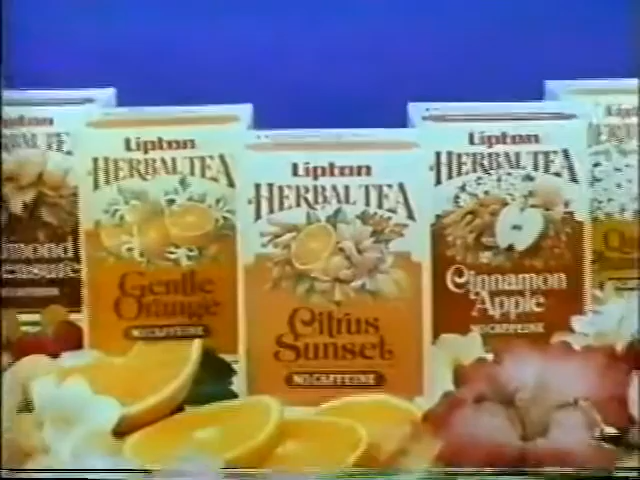 Lipton
HERBAL TEA
Gentle
Orange
NO CAFFEINE
Lipton
HERBAL TEA
Citrus
Sunset
NO CAFFEINE
Lipton
HERBAL TEA
Cinnamon
Apple
NO CAFFEINE